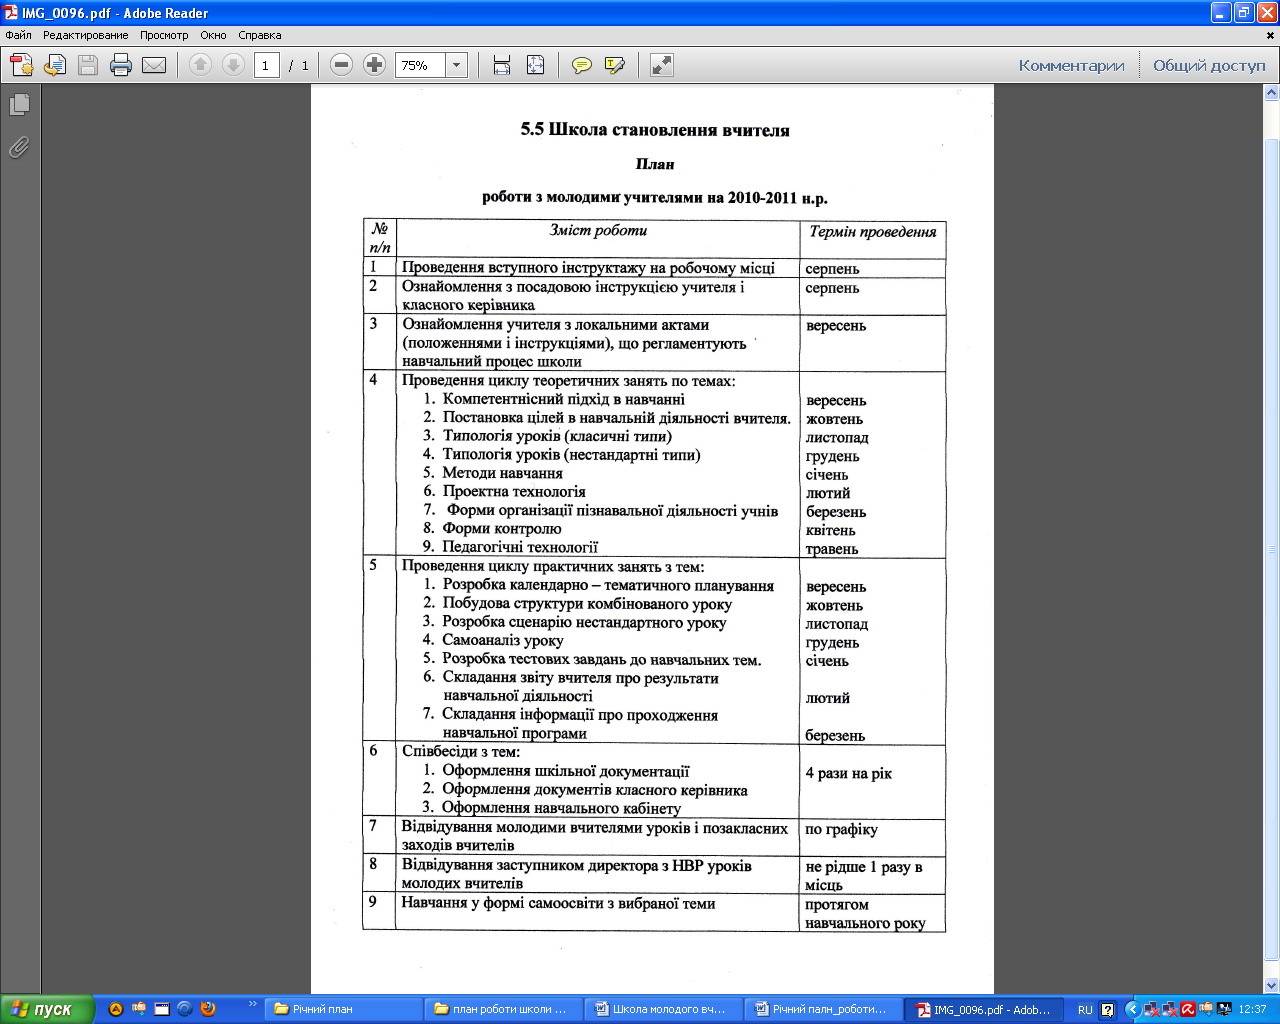 IMG_0096.pdf - Adobe Reader
Файл Редактирование Просмотр Окно Справка
1 / 1 75% Комментарии Общий доступ
5.5 Школа становлення вчителя
План
роботи з молодими учителями на 2010-2011 н.р.
№ Зміст роботи Термін проведення
п/п
1 Проведення вступного інструктажу на робочому місці серпень
2 Ознайомлення з посадовою інструкцією учителя і серпень
класного керівника
3 Ознайомлення учителя з локальними актами вересень
(положеннями і інструкціями), що регламентують
навчальний процес школи
4 Проведення циклу теоретичних занять по темах:
1. Компетентнісний підхід в навчанні вересень
2. Постановка цілей в навчальній діяльності вчителя. жовтень
3. Типологія уроків (класичні типи) листопад
4. Типологія уроків (нестандартні типи) грудень
5. Методи навчання січень
6. Проектна технологія лютий
7. Форми організації пізнавальної діяльності учнів березень
8. Форми контролю квітень
9. Педагогічні технології травень
5 Проведення циклу практичних занять з тем:
1. Розробка календарно – тематичного планування вересень
2. Побудова структури комбінованого уроку жовтень
3. Розробка сценарію нестандартного уроку листопад
4. Самоаналіз уроку грудень
5. Розробка тестових завдань до навчальних тем. січень
6. Складання звіту вчителя про результати
навчальної діяльності лютий
7. Складання інформації про проходження
навчальної програми березень
6 Співбесіди з тем:
1. Оформлення шкільної документації 4 рази на рік
2. Оформлення документів класного керівника
3. Оформлення навчального кабінету
7 Відвідування молодими вчителями уроків і позакласних по графіку
заходів вчителів
8 Відвідування заступником директора з НВР уроків не рідше 1 разу в
молодих вчителів місць
9 Навчання у формі самоосвіти з вибраної теми протягом
навчального року
пуск » Річний план план роботи школи ... Школа молодого вч... Річний палн_роботи... IMG_0096.pdf - Adob... RU 12:37